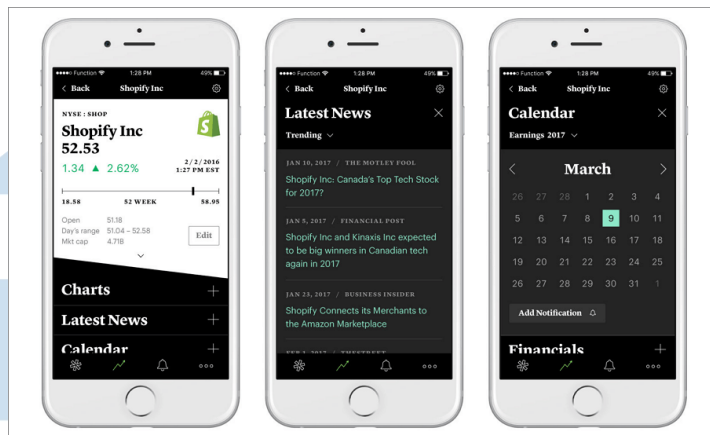 ●●●●○ Function 1:28 PM 49%
< Back Shopify Inc
NYSE : SHOP
Shopify Inc
52.53
1.34 ▲ 2.62%
2/2/2016
1:27 PM EST
18.58 52 WEEK 58.95
Open 51.18
Day's range 51.04 – 52.58
Mkt cap 4.71B
Edit
Charts +
Latest News +
Calendar +
●●●●○ Function 1:28 PM 49%
< Back Shopify Inc
Latest News ×
Trending
JAN 10, 2017 / THE MOTLEY FOOL
Shopify Inc: Canada's Top Tech Stock
for 2017?
JAN 5, 2017 / FINANCIAL POST
Shopify Inc and Kinaxis Inc expected
to be big winners in Canadian tech
again in 2017
JAN 23, 2017 / BUSINESS INSIDER
Shopify Connects its Merchants to
the Amazon Marketplace
FEB 2, 2017 / THESTREET
●●●●○ Function 1:28 PM 49%
< Back Shopify Inc
Calendar ×
Earnings 2017
< March >
26 27 28 1 2 3 4
5 6 7 8 9 10 11
12 13 14 15 16 17 18
19 20 21 22 23 24 25
26 27 28 29 30 31 1
Add Notification
Financials +